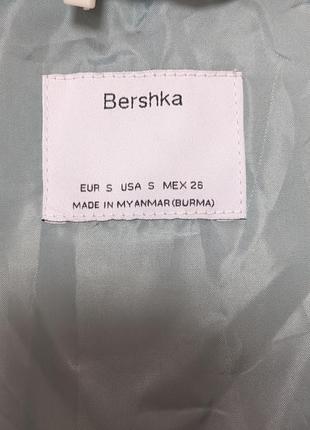 Bershka
EUR S USA S MEX 26
MADE IN MYANMAR (BURMA)